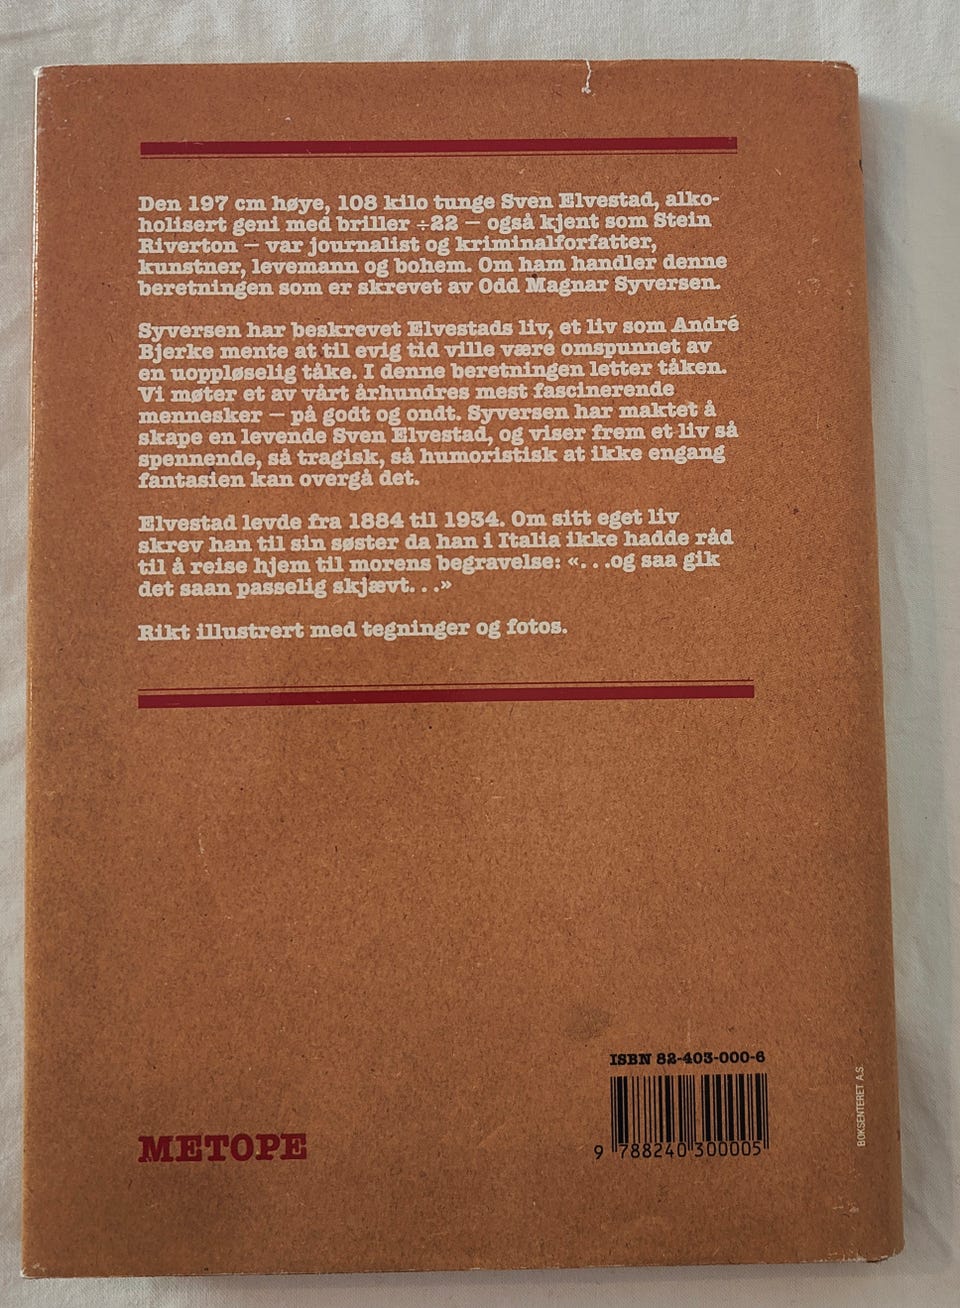 Den 197 cm høye, 108 kilo tunge Sven Elvestad, alko-
holisert geni med briller ÷22 — også kjent som Stein
Riverton — var journalist og kriminalforfatter,
kunstner, levemann og bohem. Om ham handler denne
beretningen som er skrevet av Odd Magnar Syversen.
Syversen har beskrevet Elvestads liv, et liv som André
Bjerke mente at til evig tid ville være omspunnet av
en uoppløselig tåke. I denne beretningen letter tåken.
Vi møter et av vårt århundres mest fascinerende
mennesker — på godt og ondt. Syversen har maktet å
skape en levende Sven Elvestad, og viser frem et liv så
spennende, så tragisk, så humoristisk at ikke engang
fantasien kan overgå det.
Elvestad levde fra 1884 til 1934. Om sitt eget liv
skrev han til sin søster da han i Italia ikke hadde råd
til å reise hjem til morens begravelse: «. . .og saa gik
det saan passelig skjævt. . .»
Rikt illustrert med tegninger og fotos.
ISBN 82-403-000-6
9 788240 300005
METOPE
BOKSENTERET A.S.